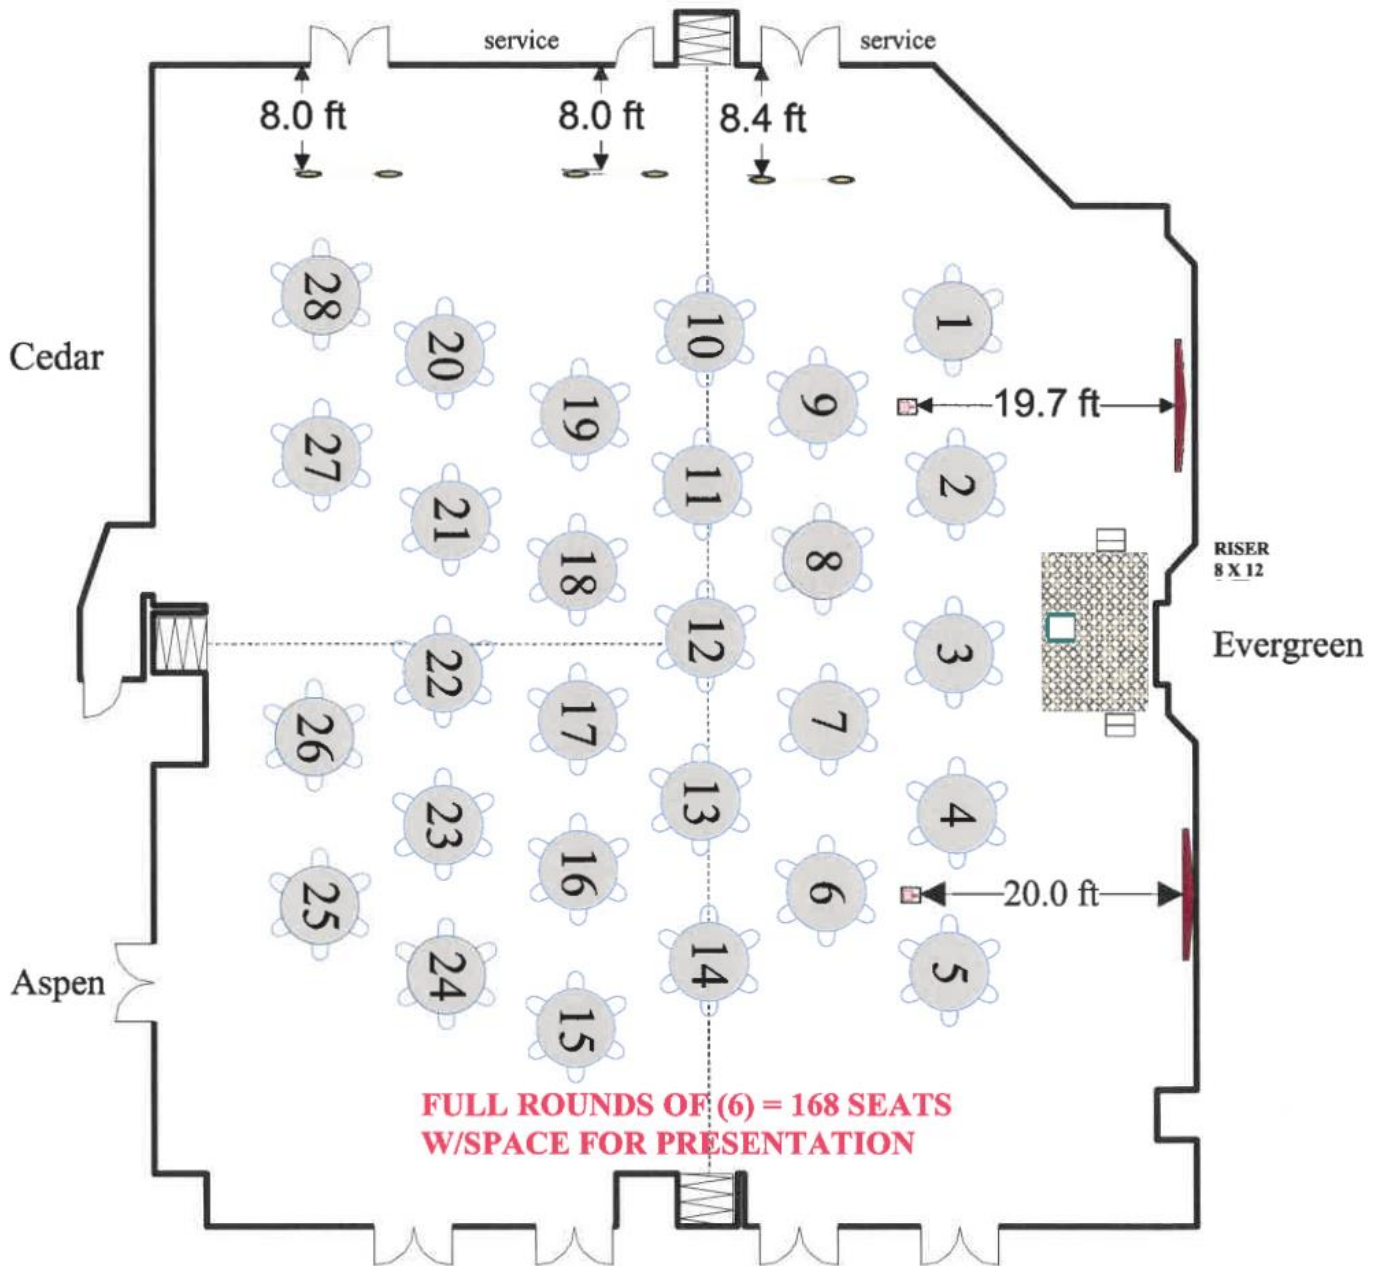 service
service
8.0 ft
8.0 ft
8.4 ft
28
10
1
20
Cedar
9
19.7 ft
19
27
11
2
21
RISER
8 X 12
8
18
12
3
Evergreen
22
17
7
26
13
4
23
16
6
20.0 ft
25
14
5
24
Aspen
15
FULL ROUNDS OF (6) = 168 SEATS
W/SPACE FOR PRESENTATION